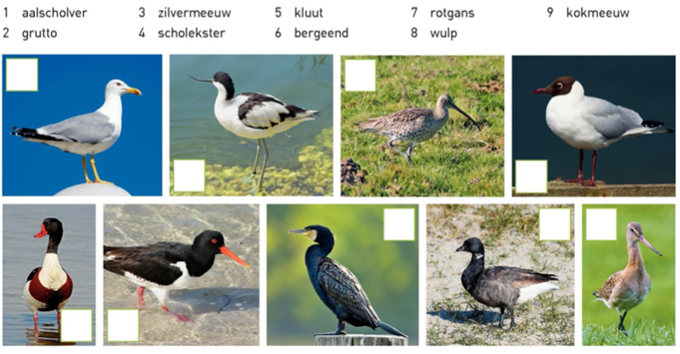 1 aalscholver 3 zilvermeeuw 5 kluut 7 rotgans 9 kokmeeuw
2 grutto 4 scholekster 6 bergeend 8 wulp